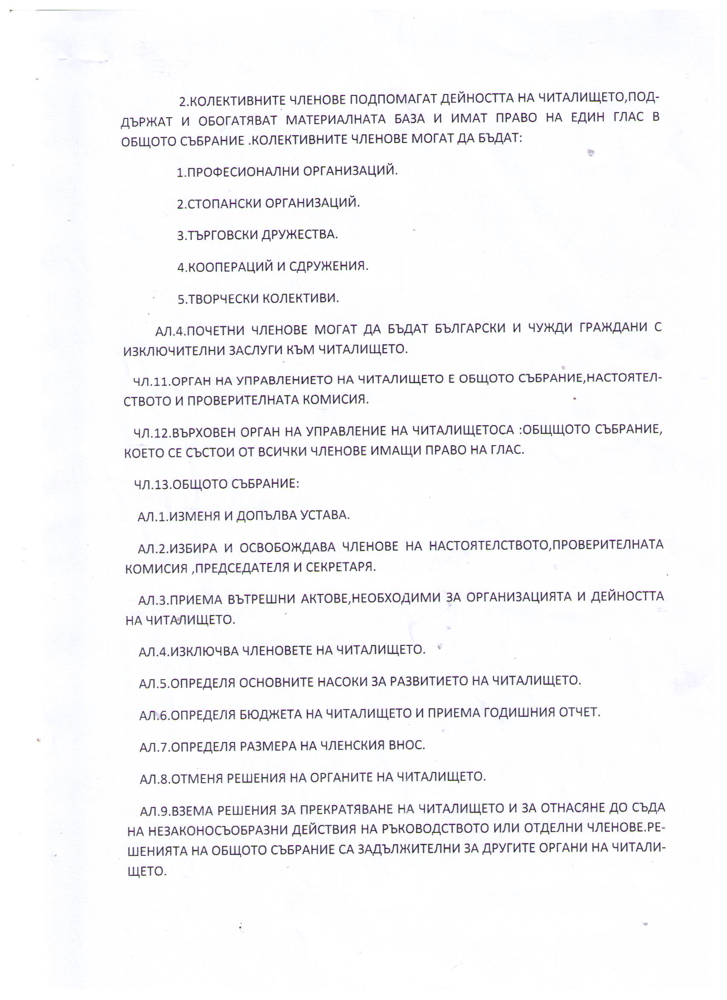 2.КОЛЕКТИВНИТЕ ЧЛЕНОВЕ ПОДПОМАГАТ ДЕЙНОСТТА НА ЧИТАЛИЩЕТО,ПОД-
ДЪРЖАТ И ОБОГАТЯВАТ МАТЕРИАЛНАТА БАЗА И ИМАТ ПРАВО НА ЕДИН ГЛАС В
ОБЩОТО СЪБРАНИЕ .КОЛЕКТИВНИТЕ ЧЛЕНОВЕ МОГАТ ДА БЪДАТ:
1.ПРОФЕСИОНАЛНИ ОРГАНИЗАЦИЙ.
2.СТОПАНСКИ ОРГАНИЗАЦИЙ.
3.ТЪРГОВСКИ ДРУЖЕСТВА.
4.КООПЕРАЦИЙ И СДРУЖЕНИЯ.
5.ТВОРЧЕСКИ КОЛЕКТИВИ.
АЛ.4.ПОЧЕТНИ ЧЛЕНОВЕ МОГАТ ДА БЪДАТ БЪЛГАРСКИ И ЧУЖДИ ГРАЖДАНИ С
ИЗКЛЮЧИТЕЛНИ ЗАСЛУГИ КЪМ ЧИТАЛИЩЕТО.
ЧЛ.11.ОРГАН НА УПРАВЛЕНИЕТО НА ЧИТАЛИЩЕТО Е ОБЩОТО СЪБРАНИЕ,НАСТОЯТЕЛ-
СТВОТО И ПРОВЕРИТЕЛНАТА КОМИСИЯ.
ЧЛ.12.ВЪРХОВЕН ОРГАН НА УПРАВЛЕНИЕ НА ЧИТАЛИЩЕТОСА :ОБЩЩОТО СЪБРАНИЕ,
КОЕТО СЕ СЪСТОИ ОТ ВСИЧКИ ЧЛЕНОВЕ ИМАЩИ ПРАВО НА ГЛАС.
ЧЛ.13.ОБЩОТО СЪБРАНИЕ:
АЛ.1.ИЗМЕНЯ И ДОПЪЛВА УСТАВА.
АЛ.2.ИЗБИРА И ОСВОБОЖДАВА ЧЛЕНОВЕ НА НАСТОЯТЕЛСТВОТО,ПРОВЕРИТЕЛНАТА
КОМИСИЯ ,ПРЕДСЕДАТЕЛЯ И СЕКРЕТАРЯ.
АЛ.3.ПРИЕМА ВЪТРЕШНИ АКТОВЕ,НЕОБХОДИМИ ЗА ОРГАНИЗАЦИЯТА И ДЕЙНОСТТА
НА ЧИТАЛИЩЕТО.
АЛ.4.ИЗКЛЮЧВА ЧЛЕНОВЕТЕ НА ЧИТАЛИЩЕТО.
АЛ.5.ОПРЕДЕЛЯ ОСНОВНИТЕ НАСОКИ ЗА РАЗВИТИЕТО НА ЧИТАЛИЩЕТО.
АЛ.6.ОПРЕДЕЛЯ БЮДЖЕТА НА ЧИТАЛИЩЕТО И ПРИЕМА ГОДИШНИЯ ОТЧЕТ.
АЛ.7.ОПРЕДЕЛЯ РАЗМЕРА НА ЧЛЕНСКИЯ ВНОС.
АЛ.8.ОТМЕНЯ РЕШЕНИЯ НА ОРГАНИТЕ НА ЧИТАЛИЩЕТО.
АЛ.9.ВЗЕМА РЕШЕНИЯ ЗА ПРЕКРАТЯВАНЕ НА ЧИТАЛИЩЕТО И ЗА ОТНАСЯНЕ ДО СЪДА
НА НЕЗАКОНОСЪОБРАЗНИ ДЕЙСТВИЯ НА РЪКОВОДСТВОТО ИЛИ ОТДЕЛНИ ЧЛЕНОВЕ.РЕ-
ШЕНИЯТА НА ОБЩОТО СЪБРАНИЕ СА ЗАДЪЛЖИТЕЛНИ ЗА ДРУГИТЕ ОРГАНИ НА ЧИТАЛИ-
ЩЕТО.